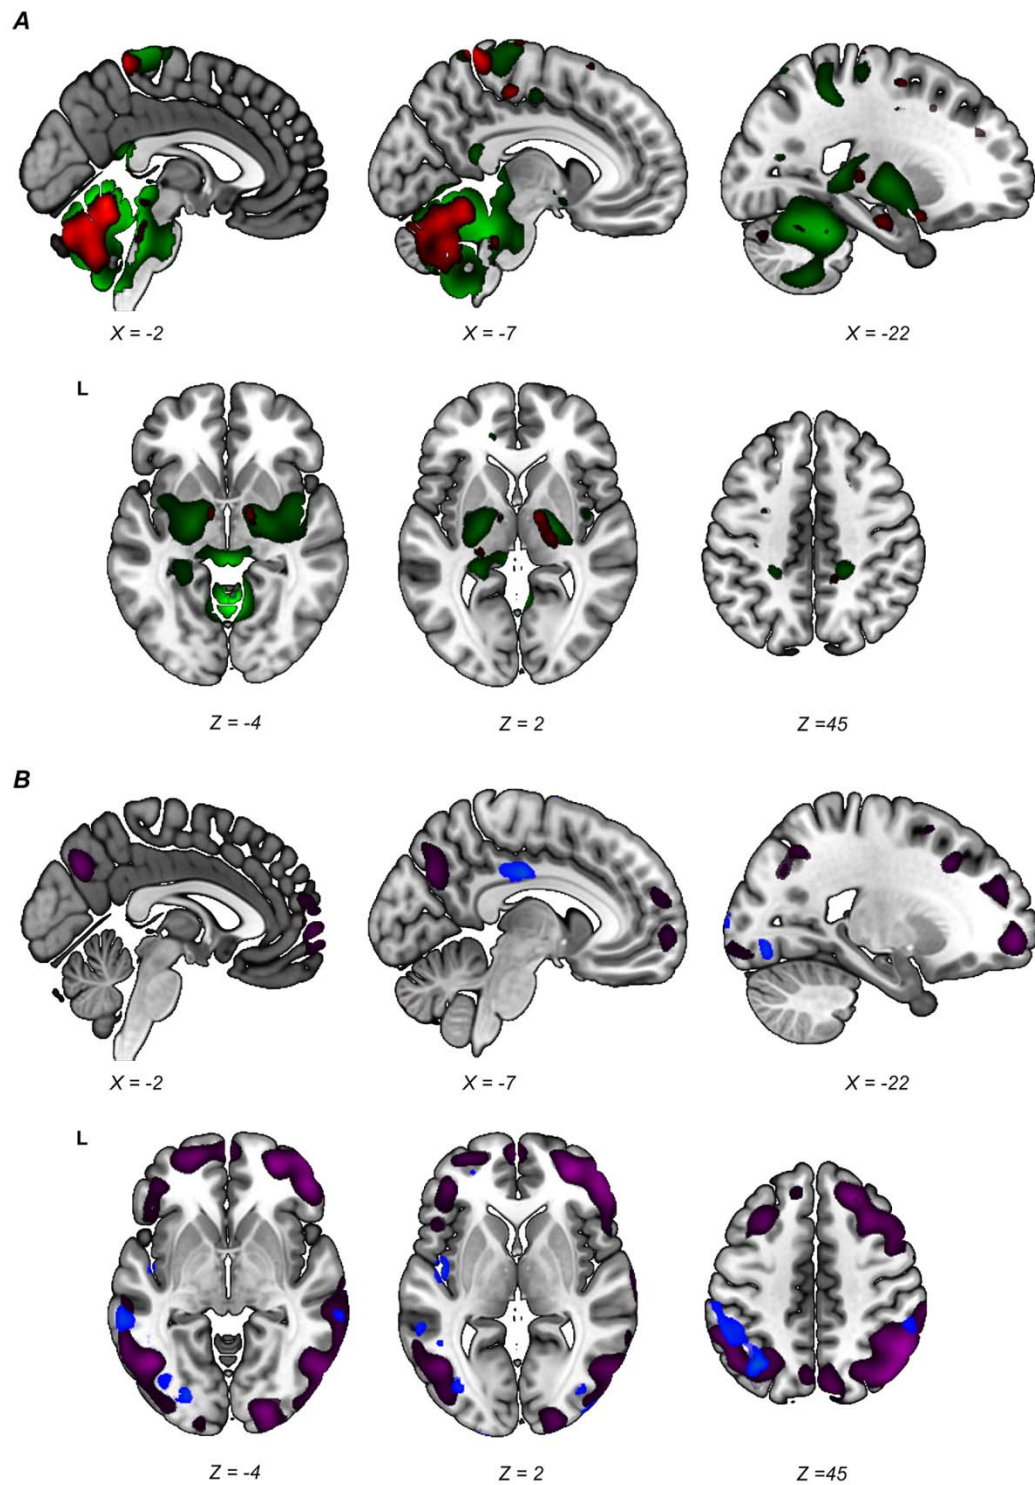 A
X = -2 X = -7 X = -22
L
Z = -4 Z = 2 Z =45
B
X = -2 X = -7 X = -22
L
Z = -4 Z = 2 Z =45